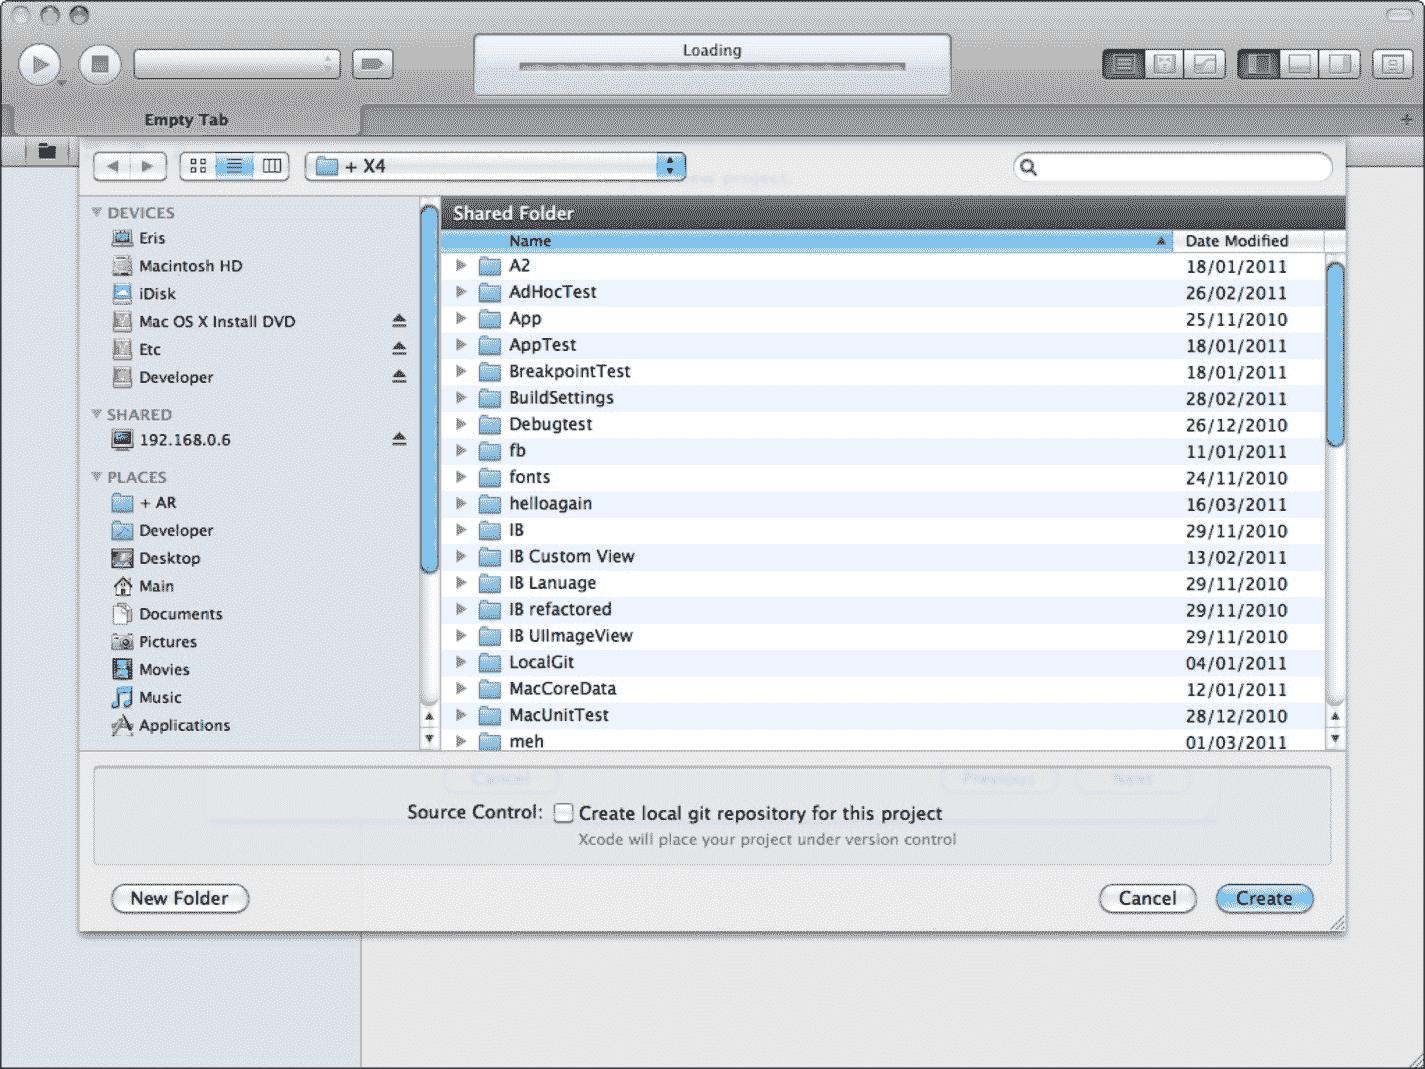 Loading
Empty Tab
+ X4
new project:
DEVICES
Eris
Macintosh HD
iDisk
Mac OS X Install DVD
Etc
Developer
SHARED
192.168.0.6
PLACES
+ AR
Developer
Desktop
Main
Documents
Pictures
Movies
Music
Applications
Shared Folder
Name Date Modified
A2 18/01/2011
AdHocTest 26/02/2011
App 25/11/2010
AppTest 18/01/2011
BreakpointTest 18/01/2011
BuildSettings 28/02/2011
Debugtest 26/12/2010
fb 11/01/2011
fonts 24/11/2010
helloagain 16/03/2011
IB 29/11/2010
IB Custom View 13/02/2011
IB Lanuage 29/11/2010
IB refactored 29/11/2010
IB UIImageView 29/11/2010
LocalGit 04/01/2011
MacCoreData 12/01/2011
MacUnitTest 28/12/2010
meh 01/03/2011
Cancel Previous Next
Source Control: Create local git repository for this project
Xcode will place your project under version control
New Folder Cancel Create